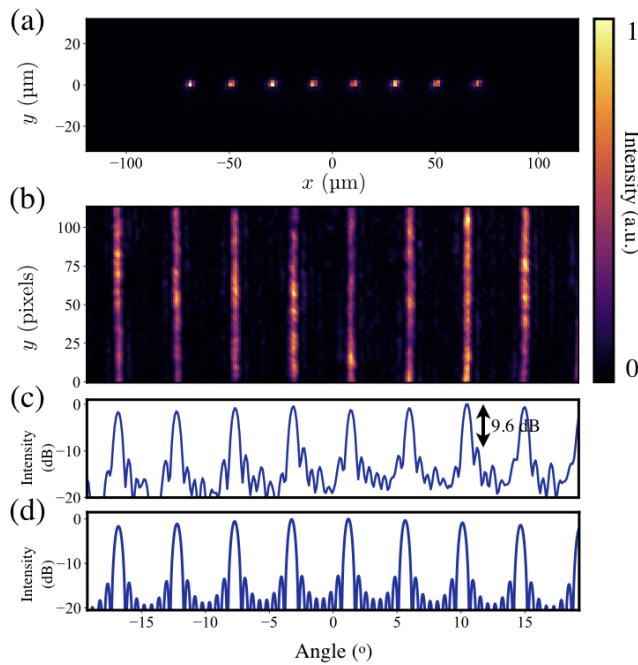 (a)
0
−20
y (µm)
−100
−50
0
50
100
x (µm)
1
Intensity (a.u.)
0
(b)
100
75
50
25
0
y (pixels)
(c)
0
−10
−20
Intensity
(dB)
9.6 dB
(d)
0
−10
−20
Intensity
(dB)
−15
−10
−5
0
5
10
15
Angle (º)